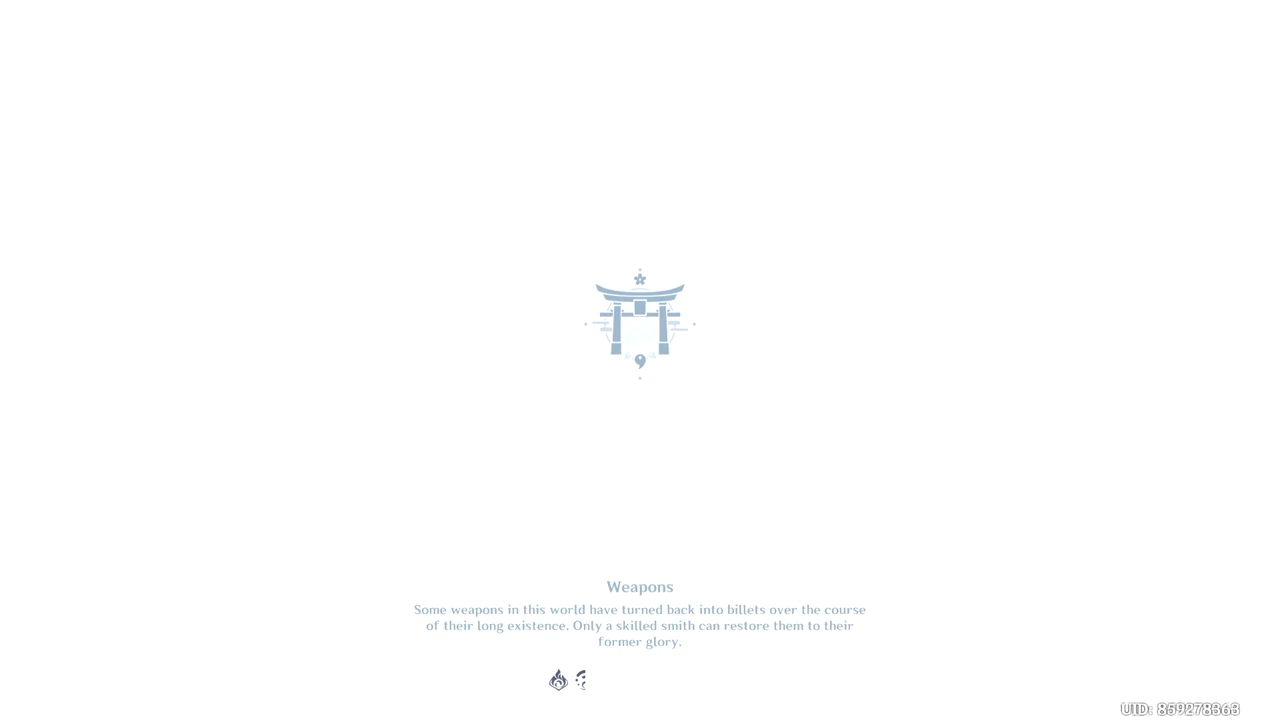 Weapons
Some weapons in this world have turned back into billets over the course
of their long existence. Only a skilled smith can restore them to their
former glory.
UID: 859278363